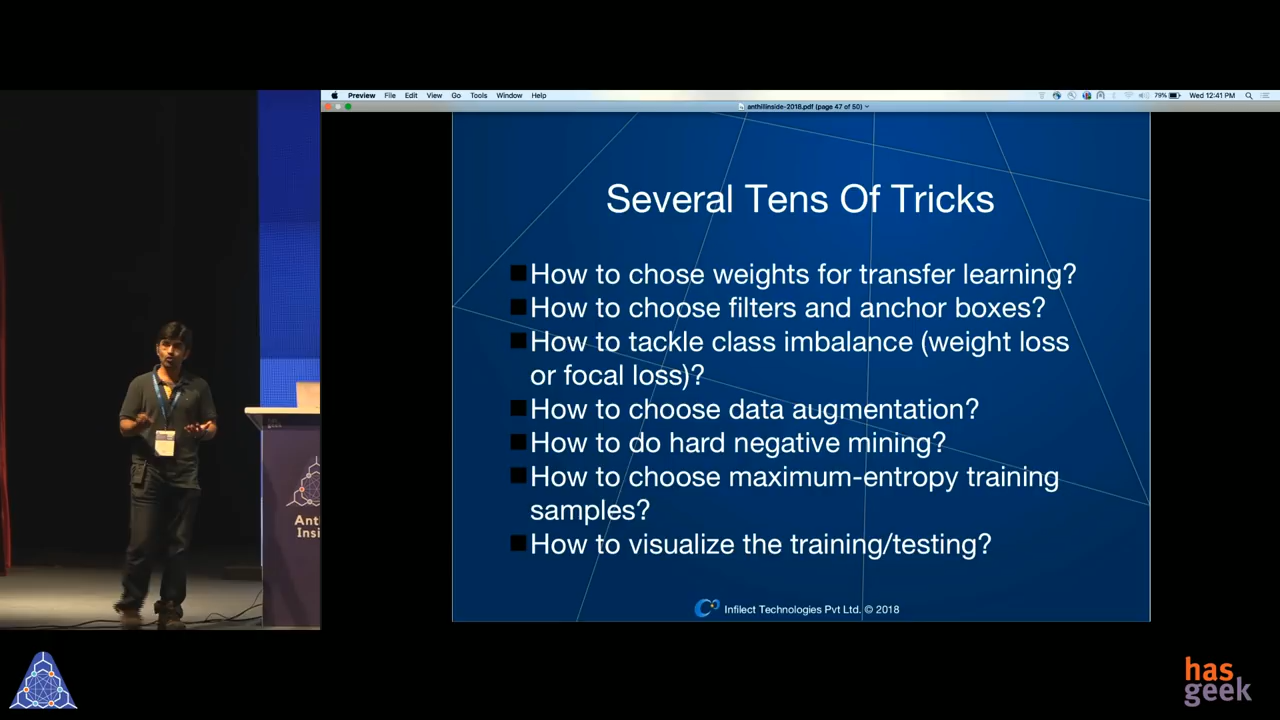 Preview File Edit View Go Tools Window Help
79% Wed 12:41 PM
anthillinside-2018.pdf (page 47 of 50)
Several Tens Of Tricks
How to chose weights for transfer learning?
How to choose filters and anchor boxes?
How to tackle class imbalance (weight loss
or focal loss)?
How to choose data augmentation?
How to do hard negative mining?
How to choose maximum-entropy training
samples?
How to visualize the training/testing?
Infilect Technologies Pvt Ltd. © 2018
Ant
Insi
has
geek